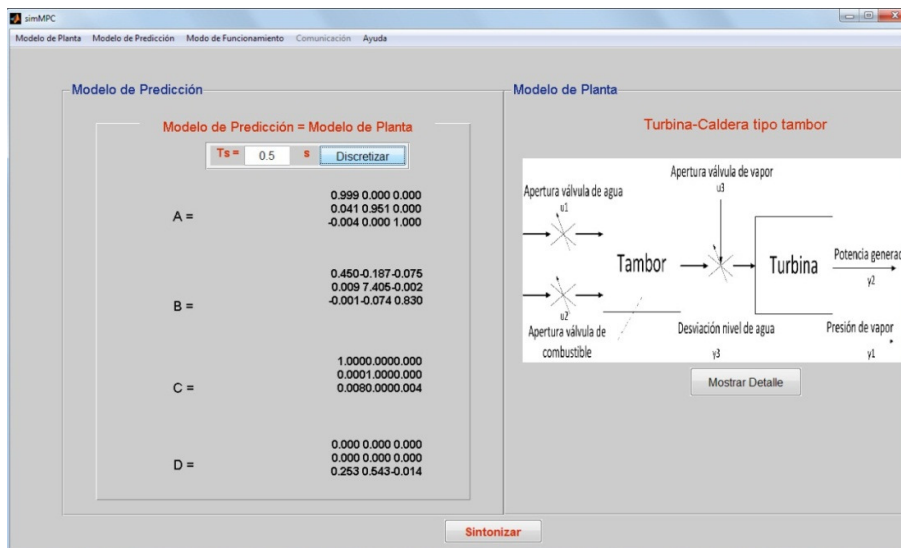 simMPC
Modelo de Planta Modelo de Predicción Modo de Funcionamiento Comunicación Ayuda
Modelo de Predicción
Modelo de Predicción = Modelo de Planta
Ts = 0.5 s Discretizar
A =
0.999 0.000 0.000
0.041 0.951 0.000
-0.004 0.000 1.000
B =
0.450-0.187-0.075
0.009 7.405-0.002
-0.001-0.074 0.830
C =
1.0000.0000.000
0.0001.0000.000
0.0080.0000.004
D =
0.000 0.000 0.000
0.000 0.000 0.000
0.253 0.543-0.014
Modelo de Planta
Turbina-Caldera tipo tambor
Apertura válvula de vapor
u3
Apertura válvula de agua
u1
Tambor
Turbina
Potencia generad
y2
u2
Apertura válvula de
combustible
Desviación nivel de agua
y3
Presión de vapor
y1
Mostrar Detalle
Sintonizar